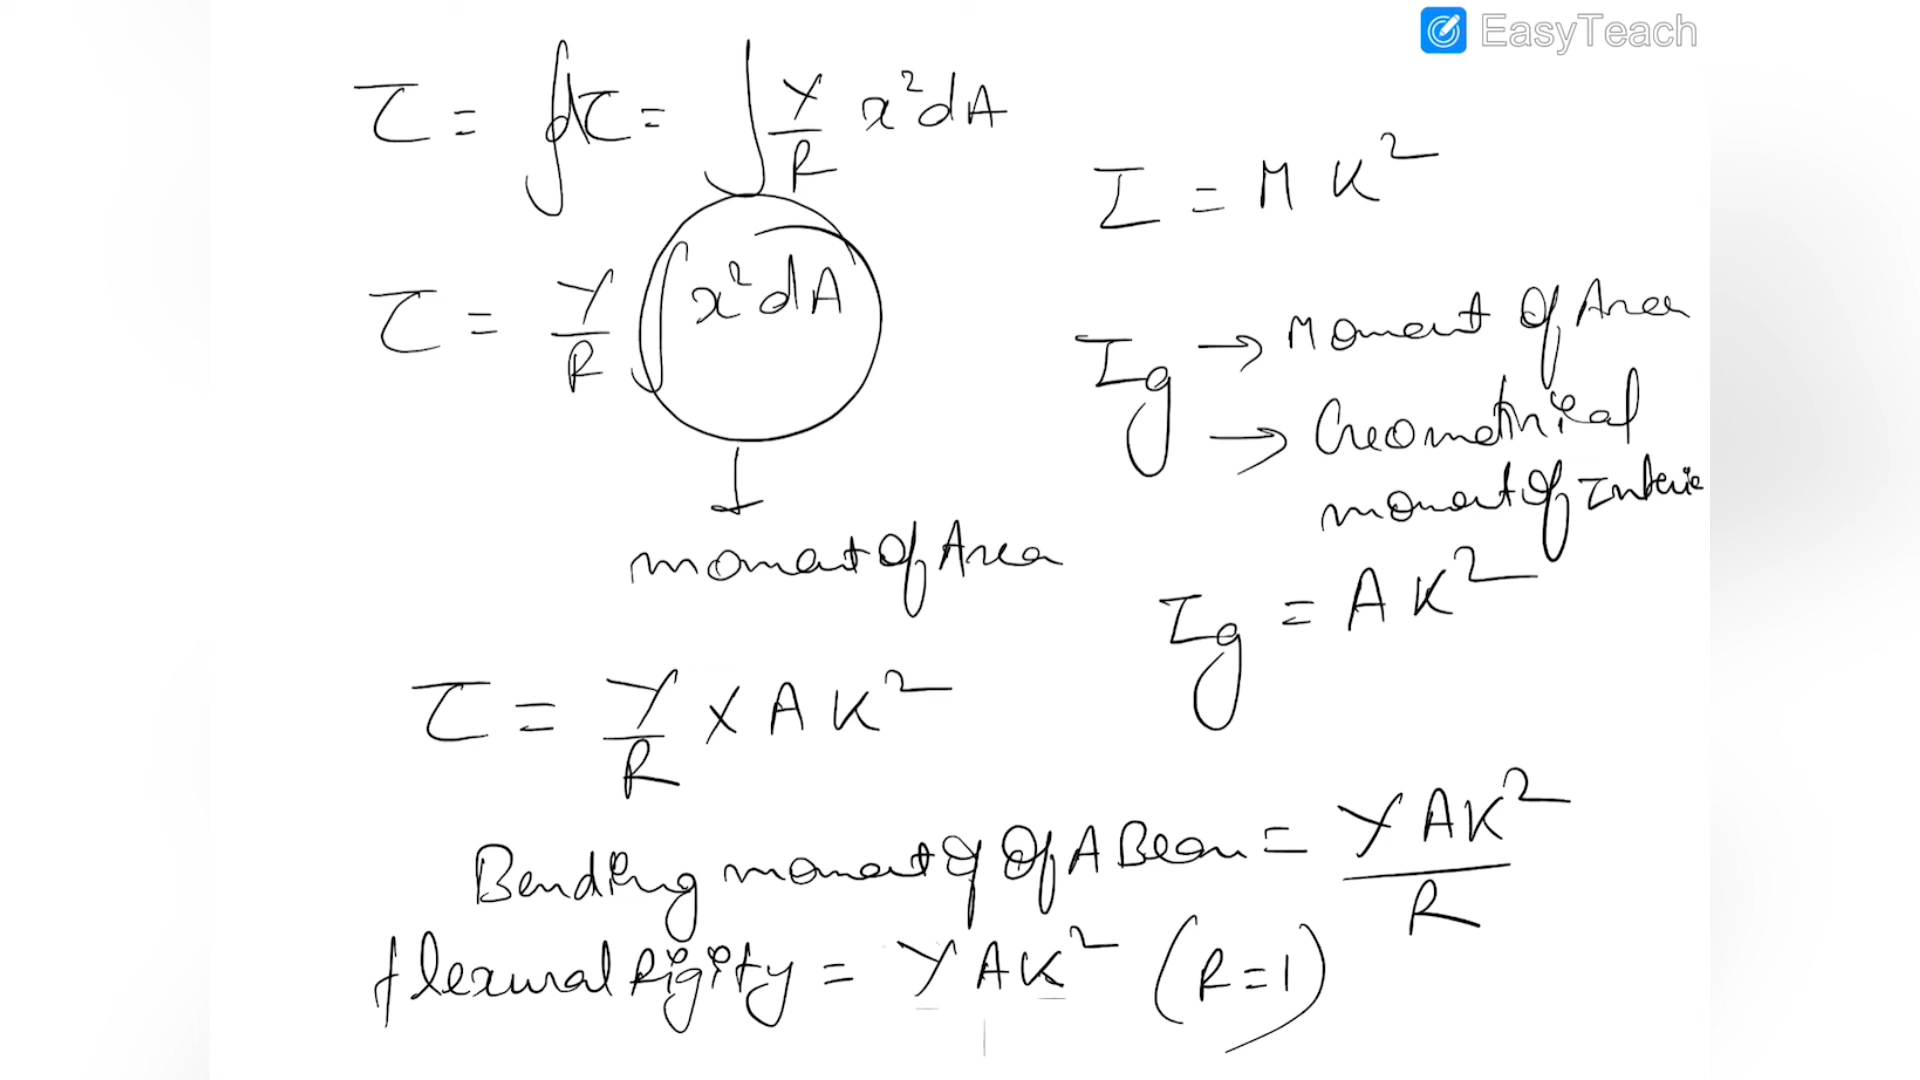 EasyTeach
τ = ∫dτ = ∫ Y/R x²dA
I = MK²
τ = Y/R ∫x²dA
Ig → Moment Of Area
→ Geometrical
moment of Inertia
moment Of Area
Ig = AK²
τ = Y/R × AK²
Bending moment of Of A Beam = YAK²/R
flexural Rigity = YAK² (R=1)